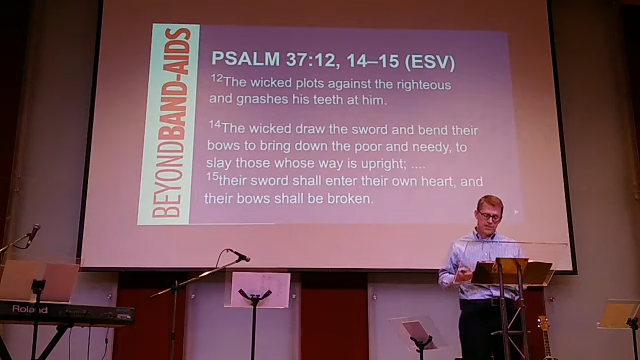 BEYONDBAND-AIDS
PSALM 37:12, 14–15 (ESV)
12The wicked plots against the righteous
and gnashes his teeth at him.
14The wicked draw the sword and bend their
bows to bring down the poor and needy, to
slay those whose way is upright; ....
15their sword shall enter their own heart, and
their bows shall be broken.
Roland